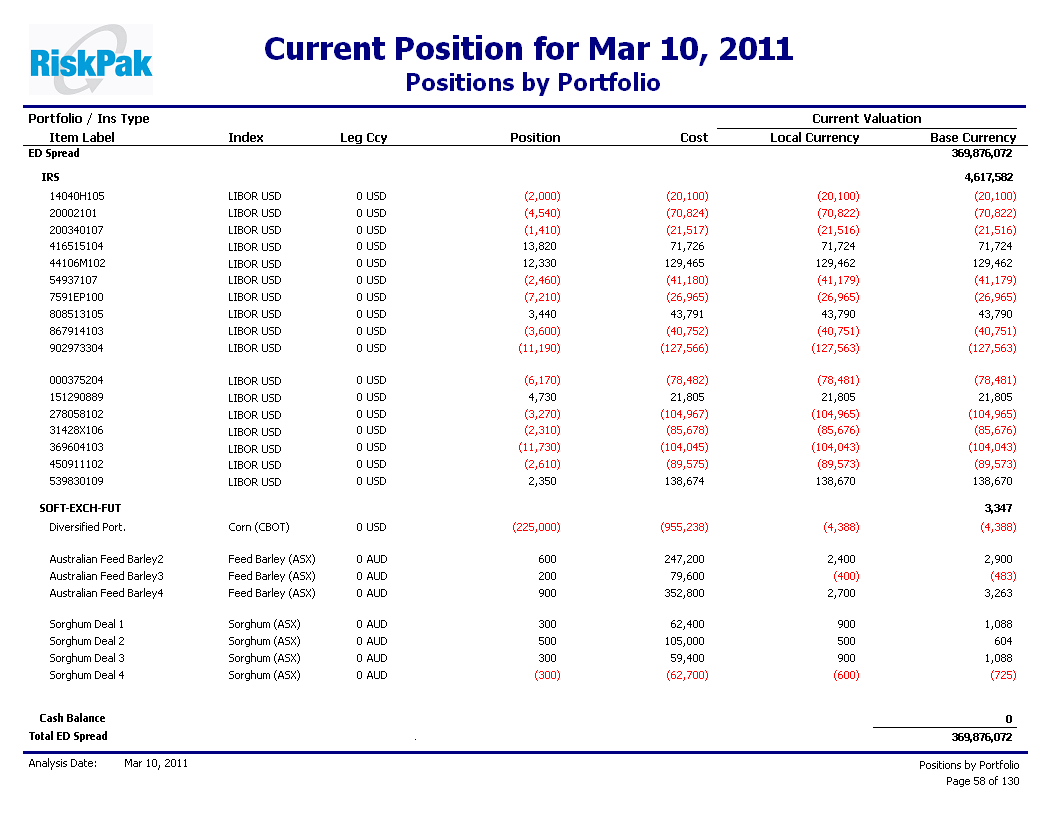 RiskPak
Current Position for Mar 10, 2011
Positions by Portfolio
Portfolio / Ins Type Current Valuation
Item Label Index Leg Ccy Position Cost Local Currency Base Currency
ED Spread 369,876,072
IRS 4,617,582
14040H105 LIBOR USD 0 USD (2,000) (20,100) (20,100) (20,100)
20002101 LIBOR USD 0 USD (4,540) (70,824) (70,822) (70,822)
200340107 LIBOR USD 0 USD (1,410) (21,517) (21,516) (21,516)
416515104 LIBOR USD 0 USD 13,820 71,726 71,724 71,724
44106M102 LIBOR USD 0 USD 12,330 129,465 129,462 129,462
54937107 LIBOR USD 0 USD (2,460) (41,180) (41,179) (41,179)
7591EP100 LIBOR USD 0 USD (7,210) (26,965) (26,965) (26,965)
808513105 LIBOR USD 0 USD 3,440 43,791 43,790 43,790
867914103 LIBOR USD 0 USD (3,600) (40,752) (40,751) (40,751)
902973304 LIBOR USD 0 USD (11,190) (127,566) (127,563) (127,563)
000375204 LIBOR USD 0 USD (6,170) (78,482) (78,481) (78,481)
151290889 LIBOR USD 0 USD 4,730 21,805 21,805 21,805
278058102 LIBOR USD 0 USD (3,270) (104,967) (104,965) (104,965)
31428X106 LIBOR USD 0 USD (2,310) (85,678) (85,676) (85,676)
369604103 LIBOR USD 0 USD (11,730) (104,045) (104,043) (104,043)
450911102 LIBOR USD 0 USD (2,610) (89,575) (89,573) (89,573)
539830109 LIBOR USD 0 USD 2,350 138,674 138,670 138,670
SOFT-EXCH-FUT 3,347
Diversified Port. Corn (CBOT) 0 USD (225,000) (955,238) (4,388) (4,388)
Australian Feed Barley2 Feed Barley (ASX) 0 AUD 600 247,200 2,400 2,900
Australian Feed Barley3 Feed Barley (ASX) 0 AUD 200 79,600 (400) (483)
Australian Feed Barley4 Feed Barley (ASX) 0 AUD 900 352,800 2,700 3,263
Sorghum Deal 1 Sorghum (ASX) 0 AUD 300 62,400 900 1,088
Sorghum Deal 2 Sorghum (ASX) 0 AUD 500 105,000 500 604
Sorghum Deal 3 Sorghum (ASX) 0 AUD 300 59,400 900 1,088
Sorghum Deal 4 Sorghum (ASX) 0 AUD (300) (62,700) (600) (725)
Cash Balance 0
Total ED Spread . 369,876,072
Analysis Date: Mar 10, 2011 Positions by Portfolio
Page 58 of 130